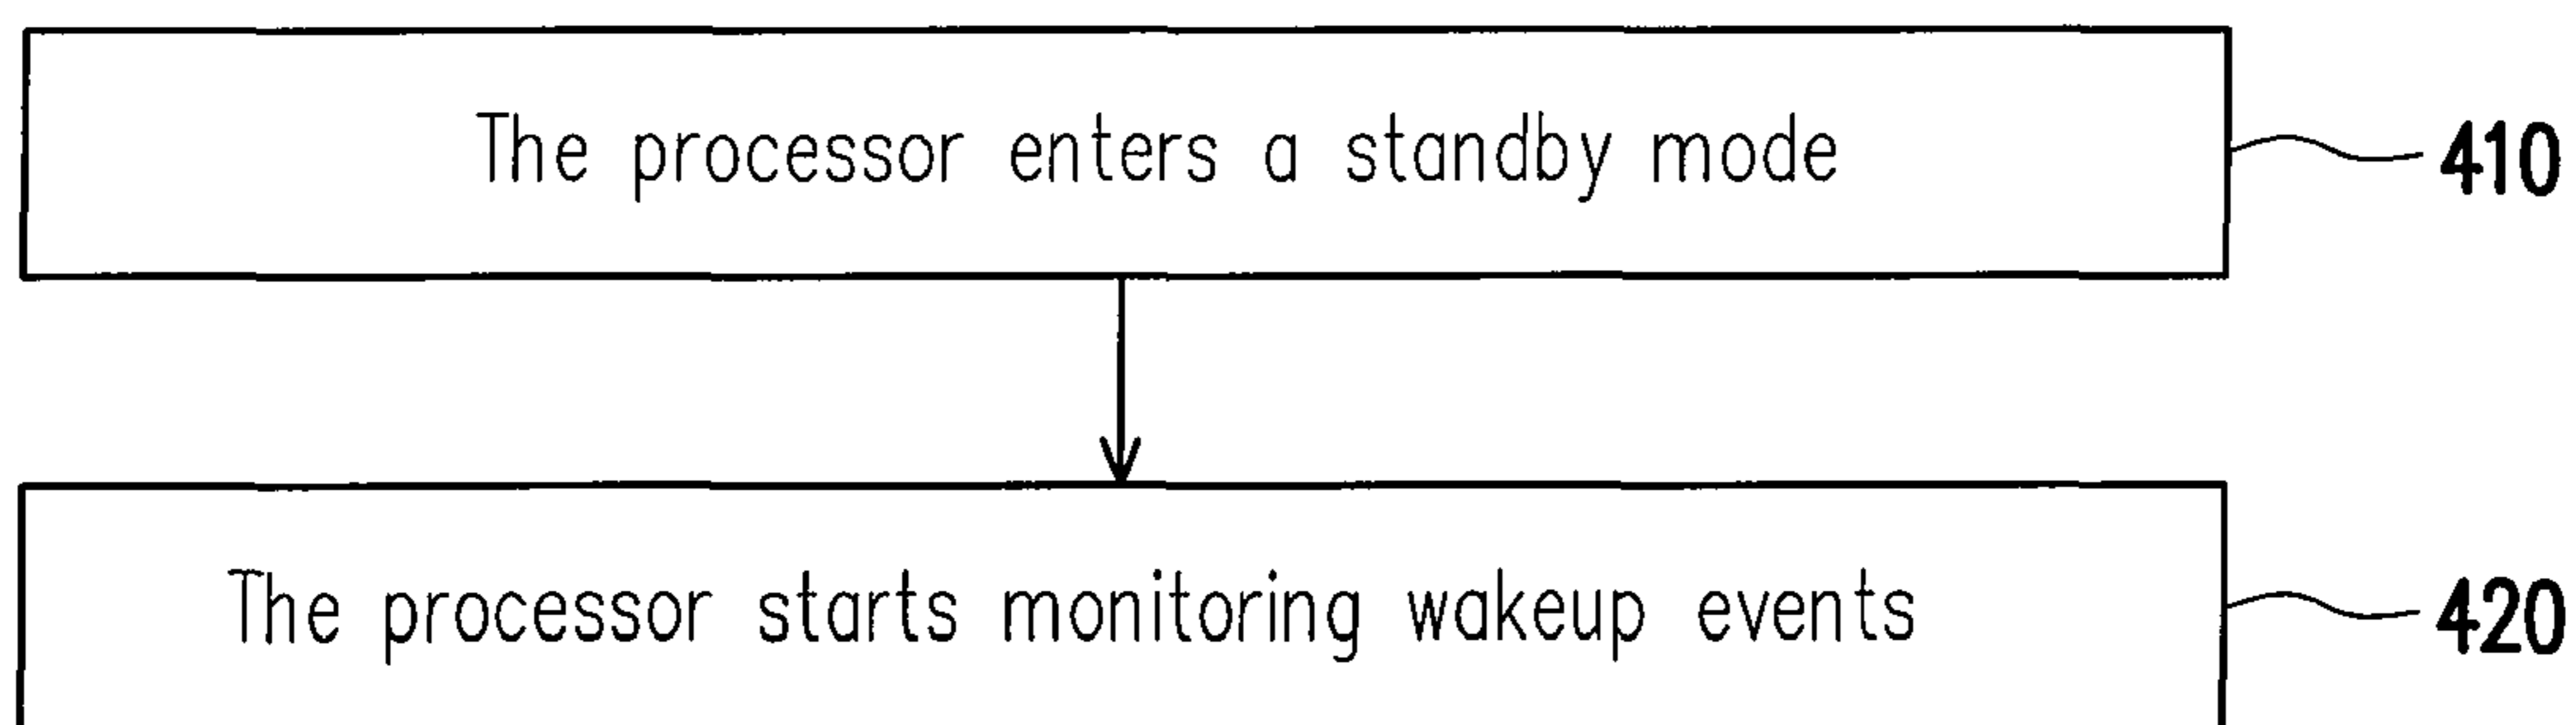 The processor enters a standby mode 410
The processor starts monitoring wakeup events 420